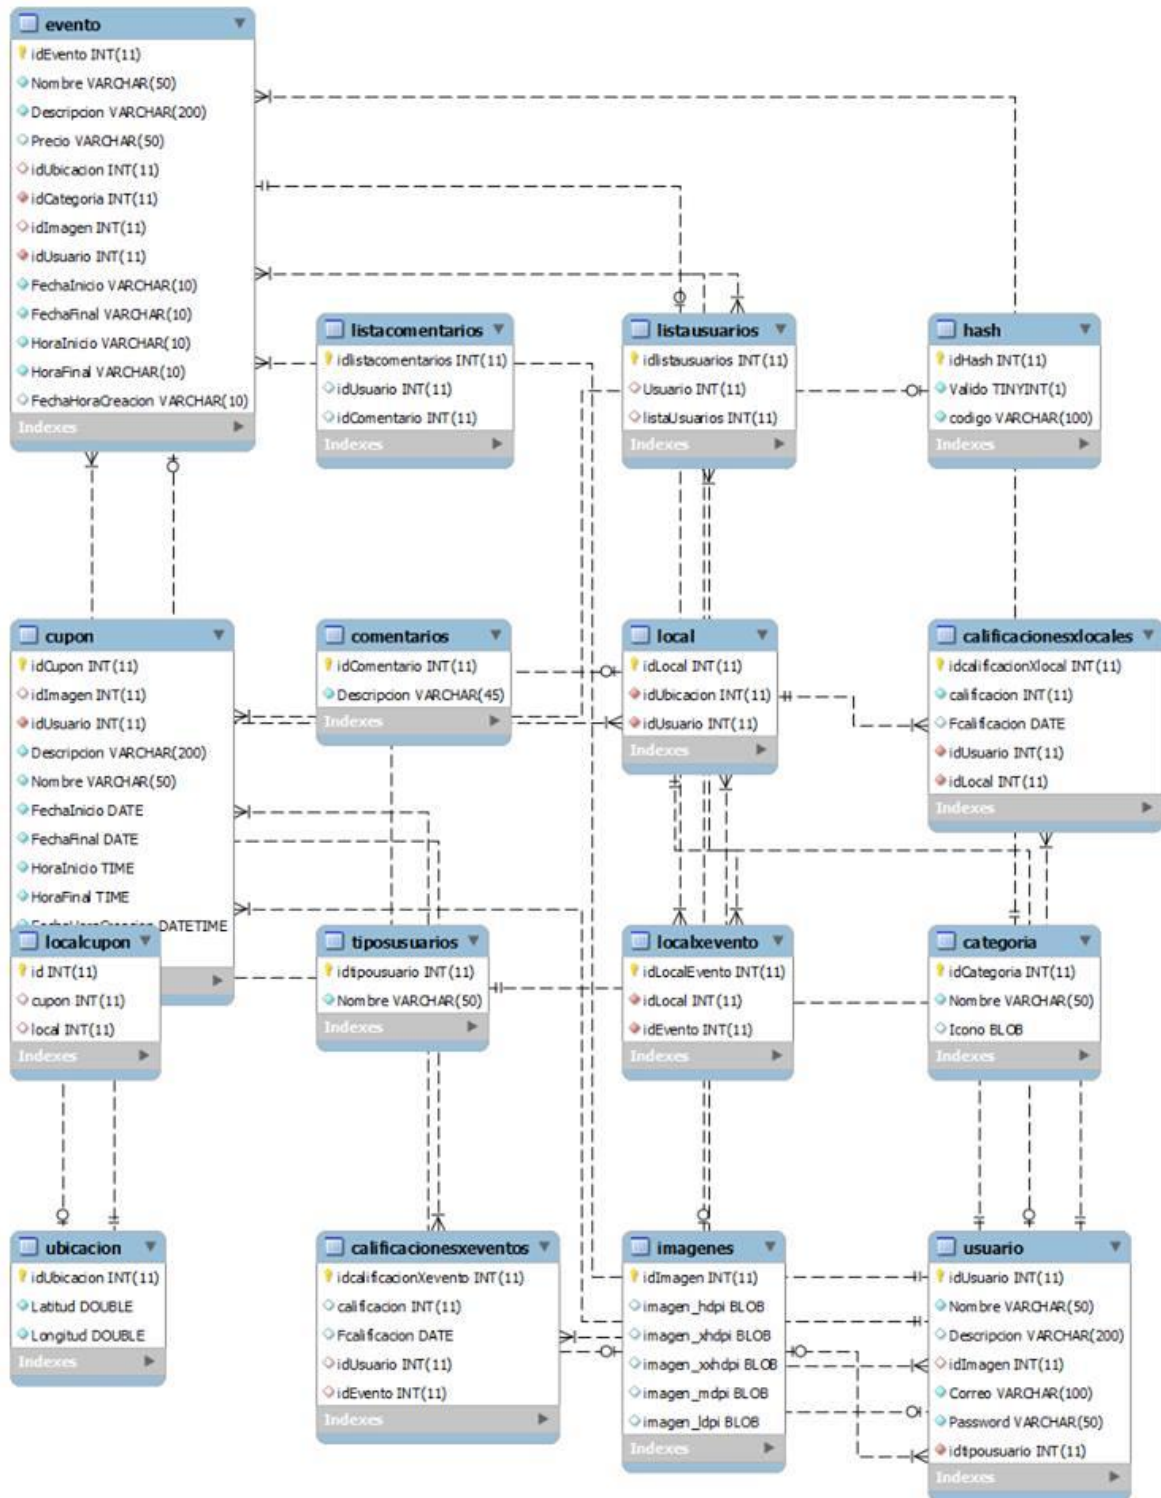 evento
idEvento INT(11)
Nombre VARCHAR(50)
Descripcion VARCHAR(200)
Precio VARCHAR(50)
idUbicacion INT(11)
idCategoria INT(11)
idImagen INT(11)
idUsuario INT(11)
FechaInicio VARCHAR(10)
FechaFinal VARCHAR(10)
HoraInicio VARCHAR(10)
HoraFinal VARCHAR(10)
FechaHoraCreacion VARCHAR(10)
Indexes
listacomentarios
idlistacomentarios INT(11)
idUsuario INT(11)
idComentario INT(11)
Indexes
listausuarios
idlistausuarios INT(11)
Usuario INT(11)
listaUsuarios INT(11)
Indexes
hash
idHash INT(11)
Valido TINYINT(1)
codigo VARCHAR(100)
Indexes
cupon
idCupon INT(11)
idImagen INT(11)
idUsuario INT(11)
Descripcion VARCHAR(200)
Nombre VARCHAR(50)
FechaInicio DATE
FechaFinal DATE
HoraInicio TIME
HoraFinal TIME
FechaHoraCreacion DATETIME
comentarios
idComentario INT(11)
Descripcion VARCHAR(45)
Indexes
local
idLocal INT(11)
idUbicacion INT(11)
idUsuario INT(11)
Indexes
calificacionesxlocales
idcalificacionXlocal INT(11)
calificacion INT(11)
Fcalificacion DATE
idUsuario INT(11)
idLocal INT(11)
Indexes
localcupon
id INT(11)
cupon INT(11)
local INT(11)
Indexes
tiposusuarios
idtipousuario INT(11)
Nombre VARCHAR(50)
Indexes
localxevento
idLocalEvento INT(11)
idLocal INT(11)
idEvento INT(11)
Indexes
categoria
idCategoria INT(11)
Nombre VARCHAR(50)
Icono BLOB
Indexes
ubicacion
idUbicacion INT(11)
Latitud DOUBLE
Longitud DOUBLE
Indexes
calificacionesxeventos
idcalificacionXevento INT(11)
calificacion INT(11)
Fcalificacion DATE
idUsuario INT(11)
idEvento INT(11)
Indexes
imagenes
idImagen INT(11)
imagen_hdpi BLOB
imagen_xhdpi BLOB
imagen_xxhdpi BLOB
imagen_mdpi BLOB
imagen_ldpi BLOB
Indexes
usuario
idUsuario INT(11)
Nombre VARCHAR(50)
Descripcion VARCHAR(200)
idImagen INT(11)
Correo VARCHAR(100)
Password VARCHAR(50)
idtipousuario INT(11)
Indexes